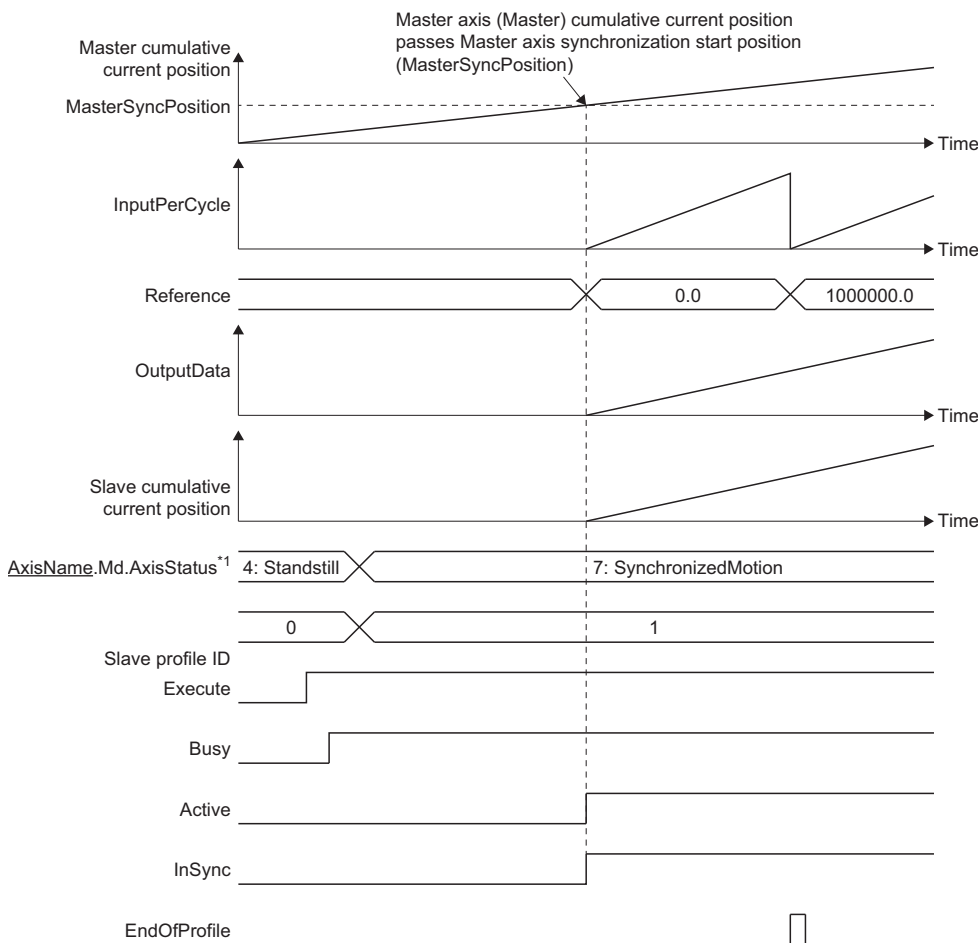 Master axis (Master) cumulative current position
passes Master axis synchronization start position
(MasterSyncPosition)
Master cumulative
current position
MasterSyncPosition
Time
InputPerCycle
Time
Reference
0.0
1000000.0
OutputData
Time
Slave cumulative
current position
Time
AxisName.Md.AxisStatus*1
4: Standstill
7: SynchronizedMotion
0
1
Slave profile ID
Execute
Busy
Active
InSync
EndOfProfile